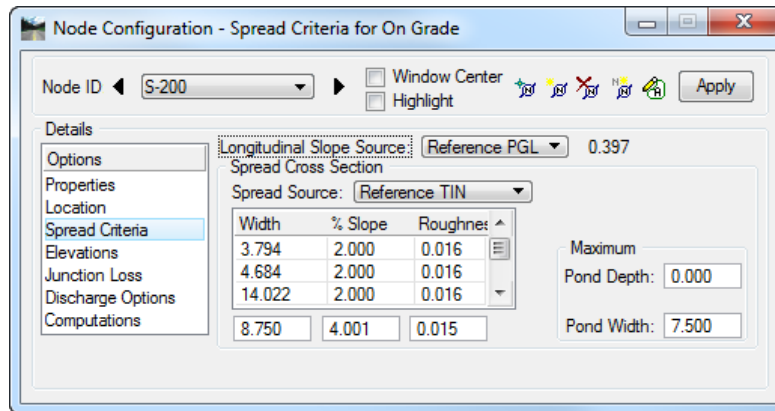 Node Configuration - Spread Criteria for On Grade
Node ID S-200 Window Center Highlight Apply
Details
Options
Properties
Location
Spread Criteria
Elevations
Junction Loss
Discharge Options
Computations
Longitudinal Slope Source: Reference PGL 0.397
Spread Cross Section
Spread Source: Reference TIN
Width % Slope Roughnes
3.794 2.000 0.016
4.684 2.000 0.016
14.022 2.000 0.016
8.750 4.001 0.015
Maximum
Pond Depth: 0.000
Pond Width: 7.500